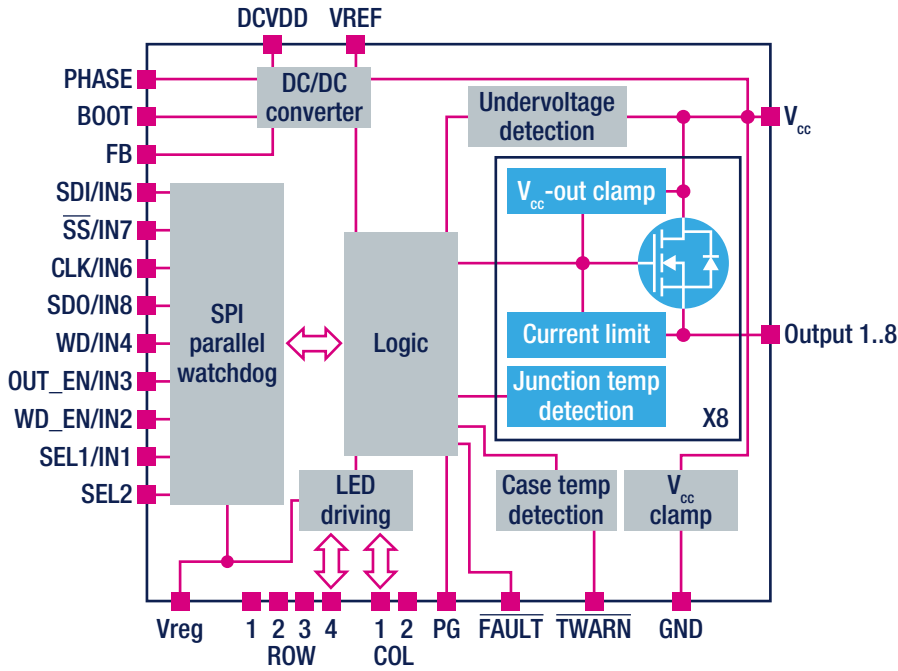 DCVDD VREF
PHASE
BOOT
FB
SDI/IN5
S̅S̅/IN7
CLK/IN6
SDO/IN8
WD/IN4
OUT_EN/IN3
WD_EN/IN2
SEL1/IN1
SEL2
DC/DC
converter
Undervoltage
detection
Vcc
Vcc-out clamp
Current limit
Junction temp
detection
X8
Output 1..8
SPI
parallel
watchdog
Logic
LED
driving
Case temp
detection
Vcc
clamp
Vreg 1 2 3 4 1 2 PG F̅A̅U̅L̅T̅ T̅W̅A̅R̅N̅ GND
ROW COL